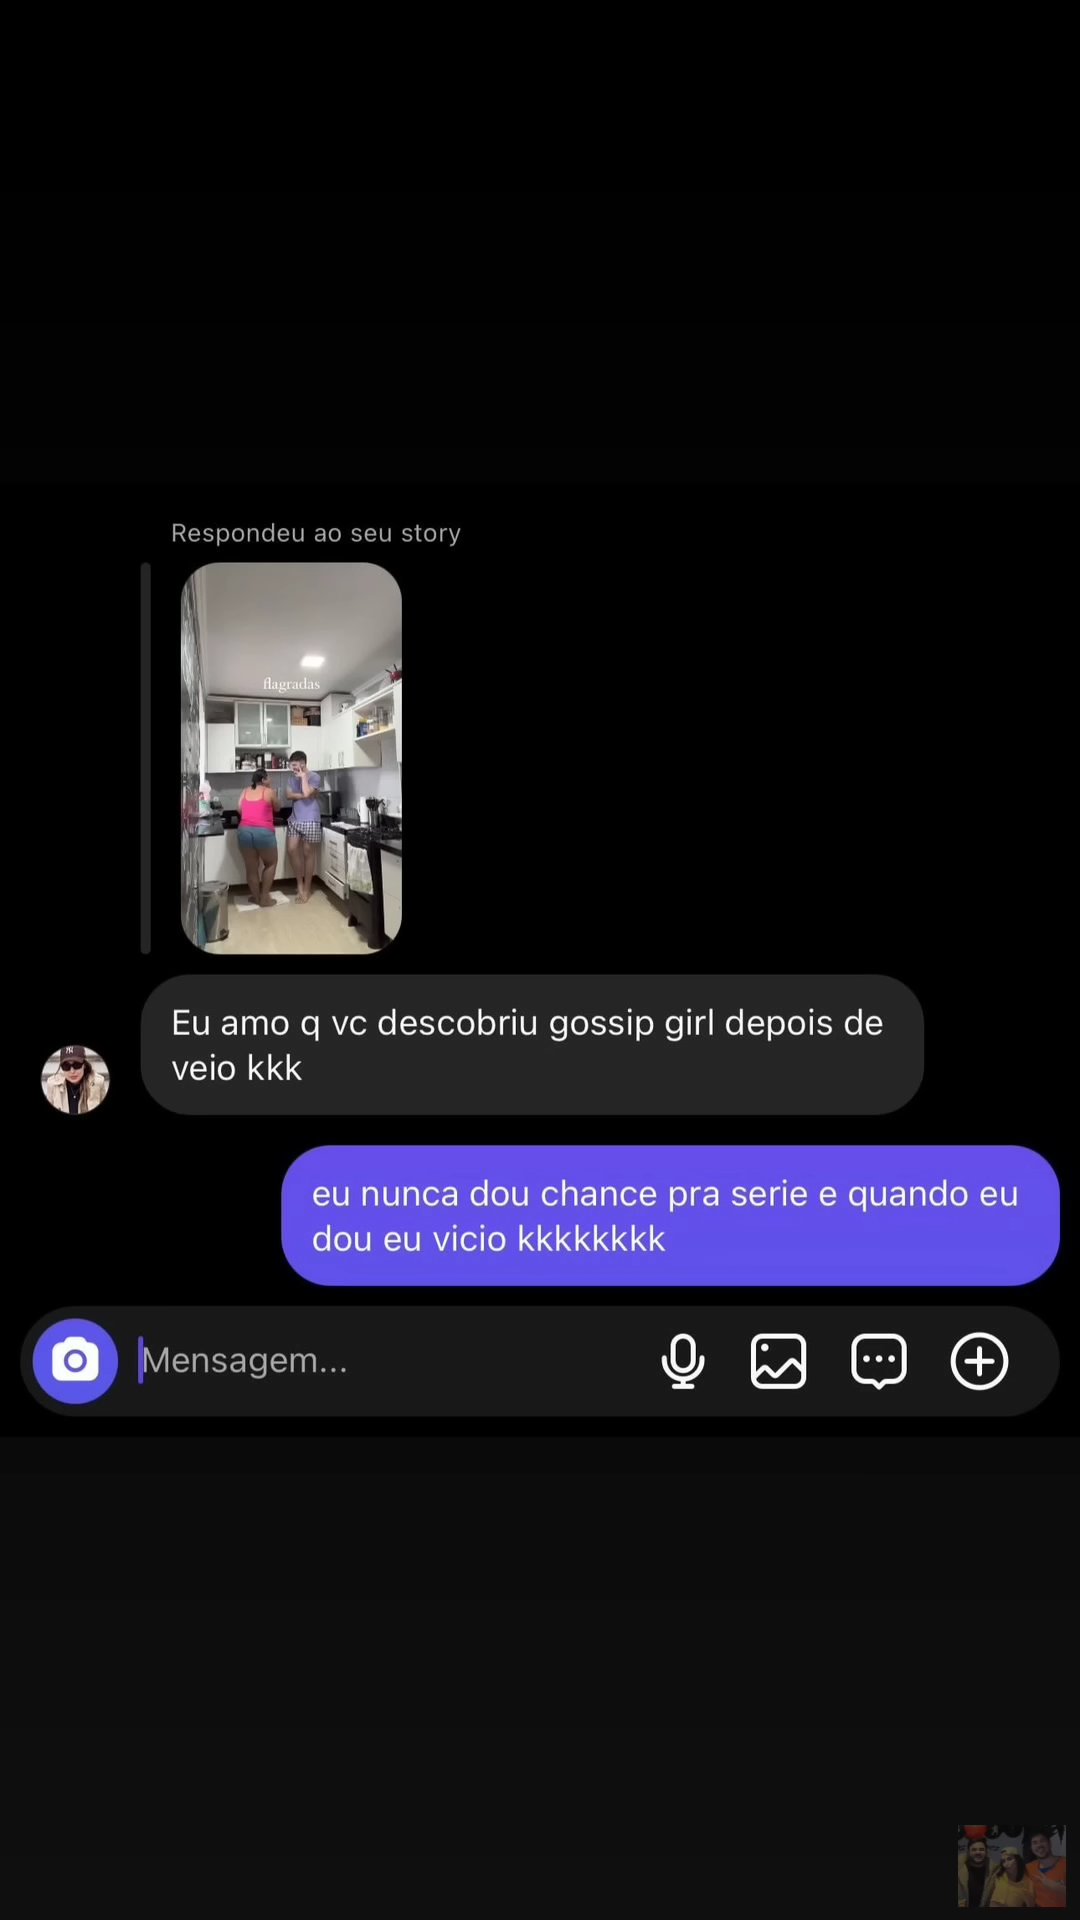 Respondeu ao seu story
flagradas
Eu amo q vc descobriu gossip girl depois de
veio kkk
eu nunca dou chance pra serie e quando eu
dou eu vicio kkkkkkkk
Mensagem...